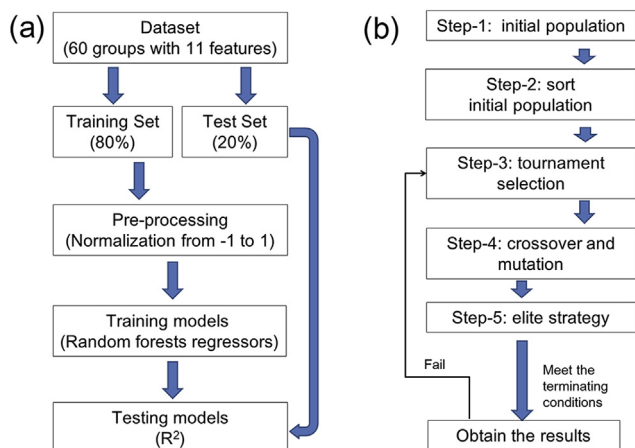 (a)
Dataset
(60 groups with 11 features)
Training Set
(80%)
Test Set
(20%)
Pre-processing
(Normalization from -1 to 1)
Training models
(Random forests regressors)
Testing models
(R²)
(b)
Step-1: initial population
Step-2: sort
initial population
Step-3: tournament
selection
Step-4: crossover and
mutation
Step-5: elite strategy
Fail
Meet the
terminating
conditions
Obtain the results